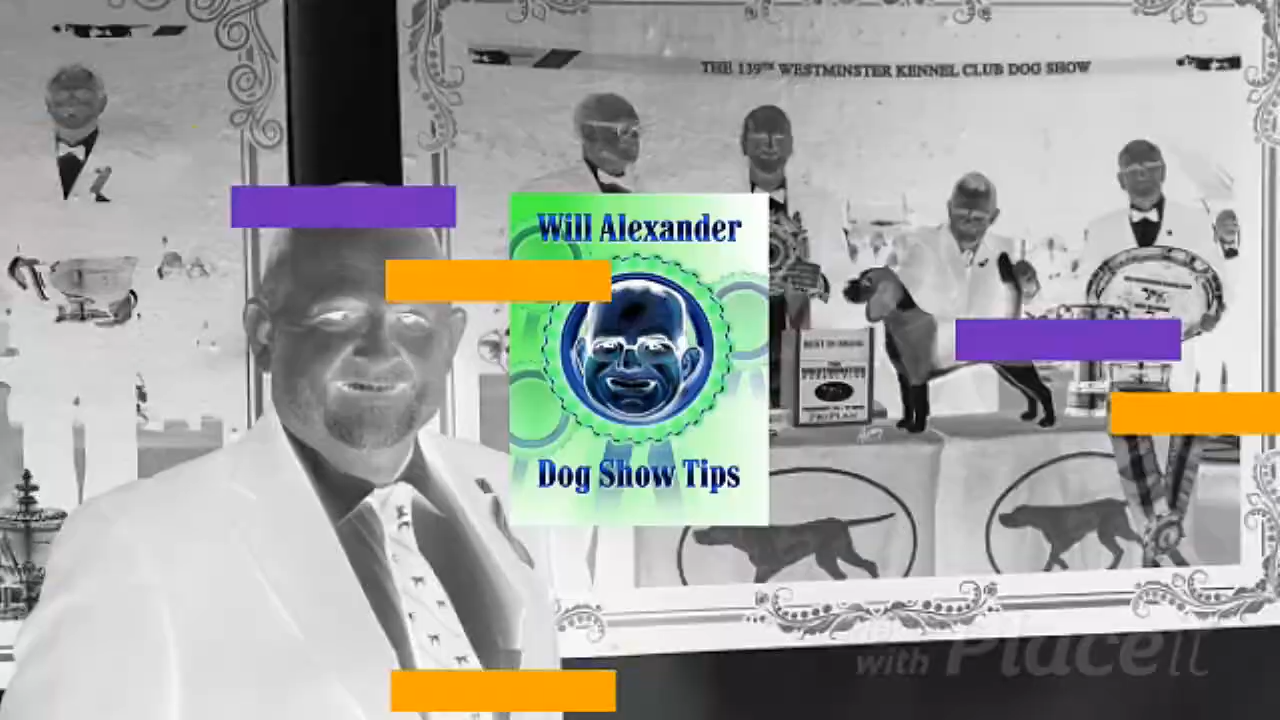 THE 139TH WESTMINSTER KENNEL CLUB DOG SHOW
Will Alexander
BEST IN SHOW
Dog Show Tips
with Placeit